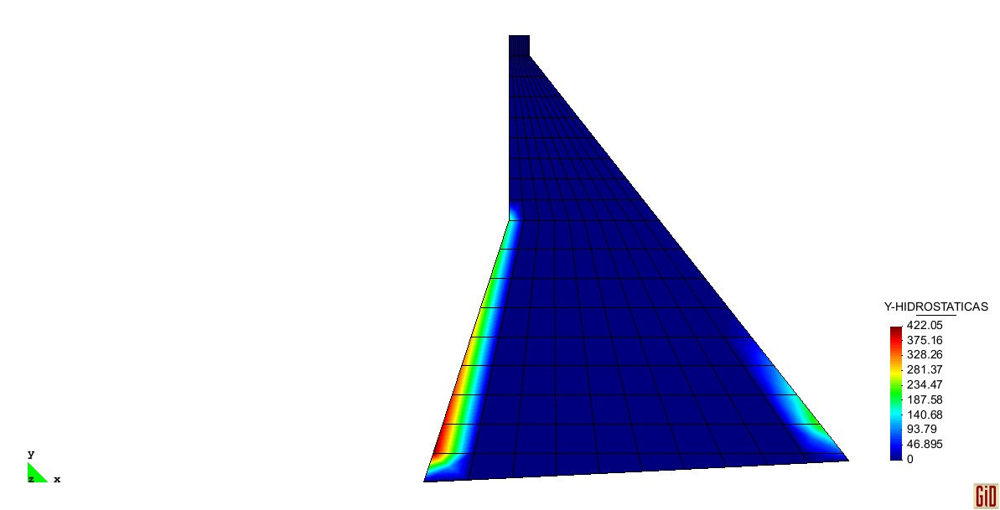 Y-HIDROSTATICAS
422.05
375.16
328.26
281.37
234.47
187.58
140.68
93.79
46.895
0
y
z x
GiD